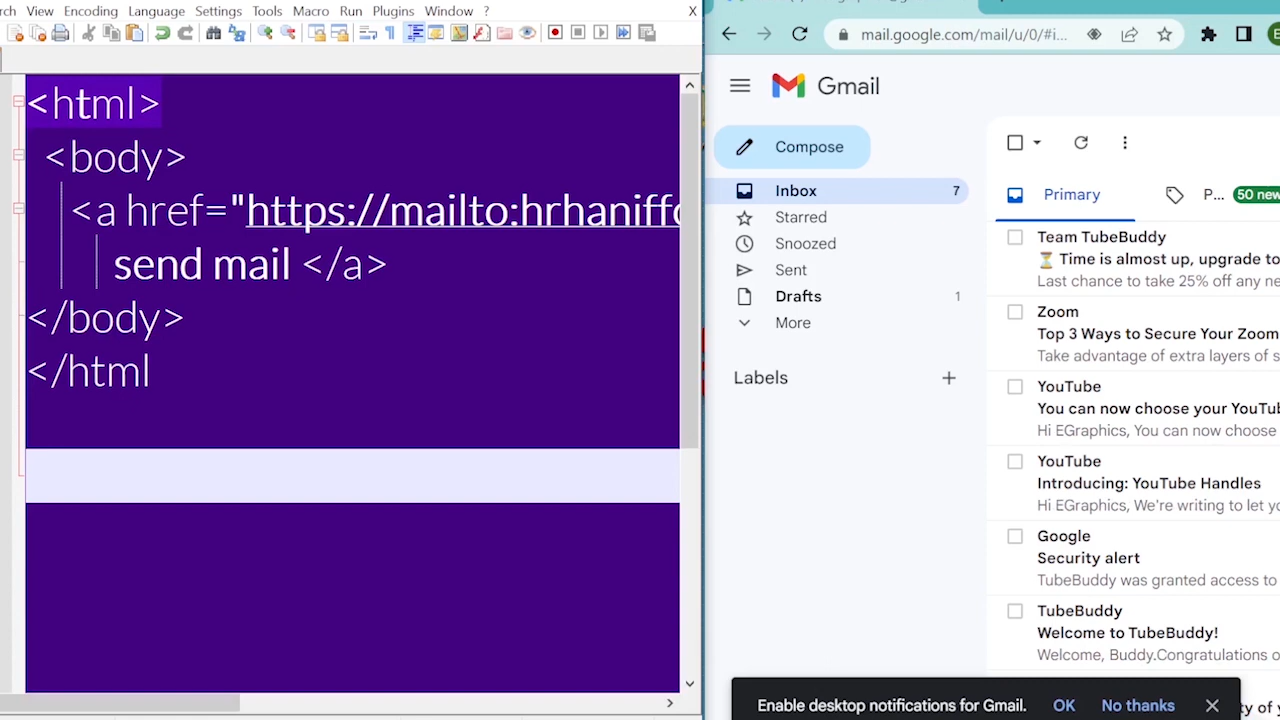 View Encoding Language Settings Tools Macro Run Plugins Window ? X
<html>
<body>
<a href="https://mailto:hrhaniff
send mail </a>
</body>
</html
mail.google.com/mail/u/0/#i...
Gmail
Compose
Inbox 7
Starred
Snoozed
Sent
Drafts 1
More
Labels
Primary
P... 50 new
Team TubeBuddy
⏳ Time is almost up, upgrade to
Last chance to take 25% off any
Zoom
Top 3 Ways to Secure Your Zoom
Take advantage of extra layers of
YouTube
You can now choose your
Hi EGraphics, You can now choose
YouTube
Introducing: YouTube Handles
Hi EGraphics, We're writing to let
Google
Security alert
TubeBuddy was granted access to
TubeBuddy
Welcome to TubeBuddy!
Welcome, Buddy.Congratulations
Enable desktop notifications for Gmail. OK No thanks
ty of